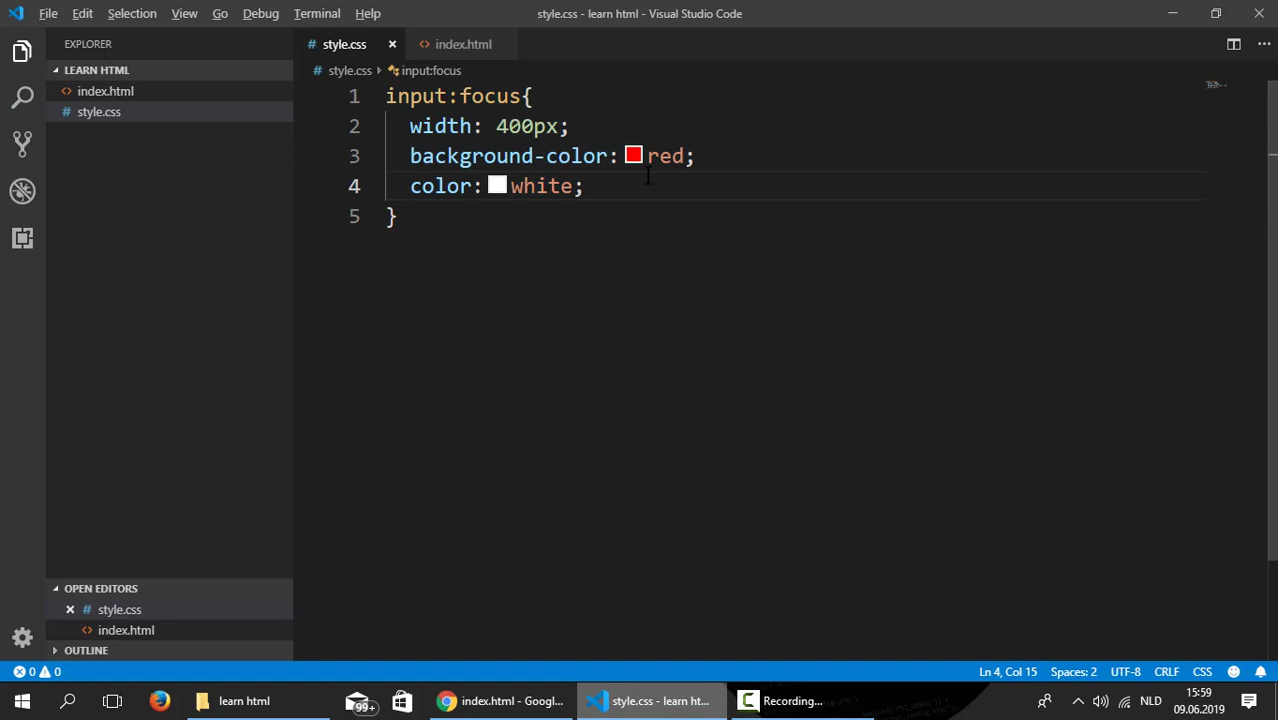 File Edit Selection View Go Debug Terminal Help
style.css - learn html - Visual Studio Code
EXPLORER
style.css
index.html
LEARN HTML
style.css input:focus
index.html
style.css
1 input:focus{
2 width: 400px;
3 background-color: red;
4 color: white;
5 }
OPEN EDITORS
style.css
index.html
OUTLINE
0 0
Ln 4, Col 15 Spaces: 2 UTF-8 CRLF CSS
learn html
99+
index.html - Googl...
style.css - learn ht...
Recording...
NLD
15:59
09.06.2019